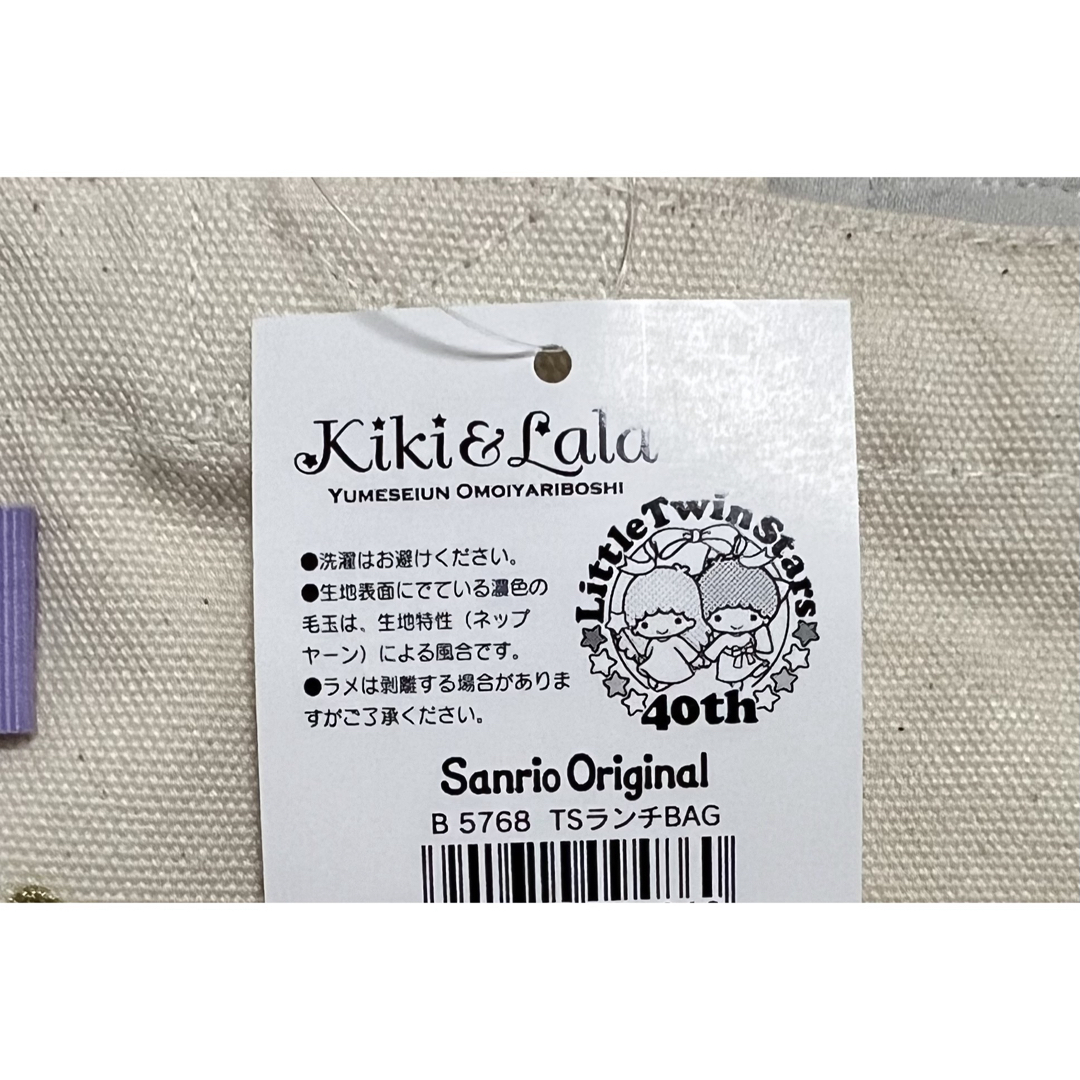 Kiki&Lala
YUMESEIUN OMOIYARIBOSHI
LittleTwinStars
●洗濯はお避けください。
●生地表面にでている濃色の
毛玉は、生地特性（ネップ
ヤーン）による風合です。
●ラメは剥離する場合がありま
すがご了承ください。
40th
Sanrio Original
B 5768 TSランチBAG